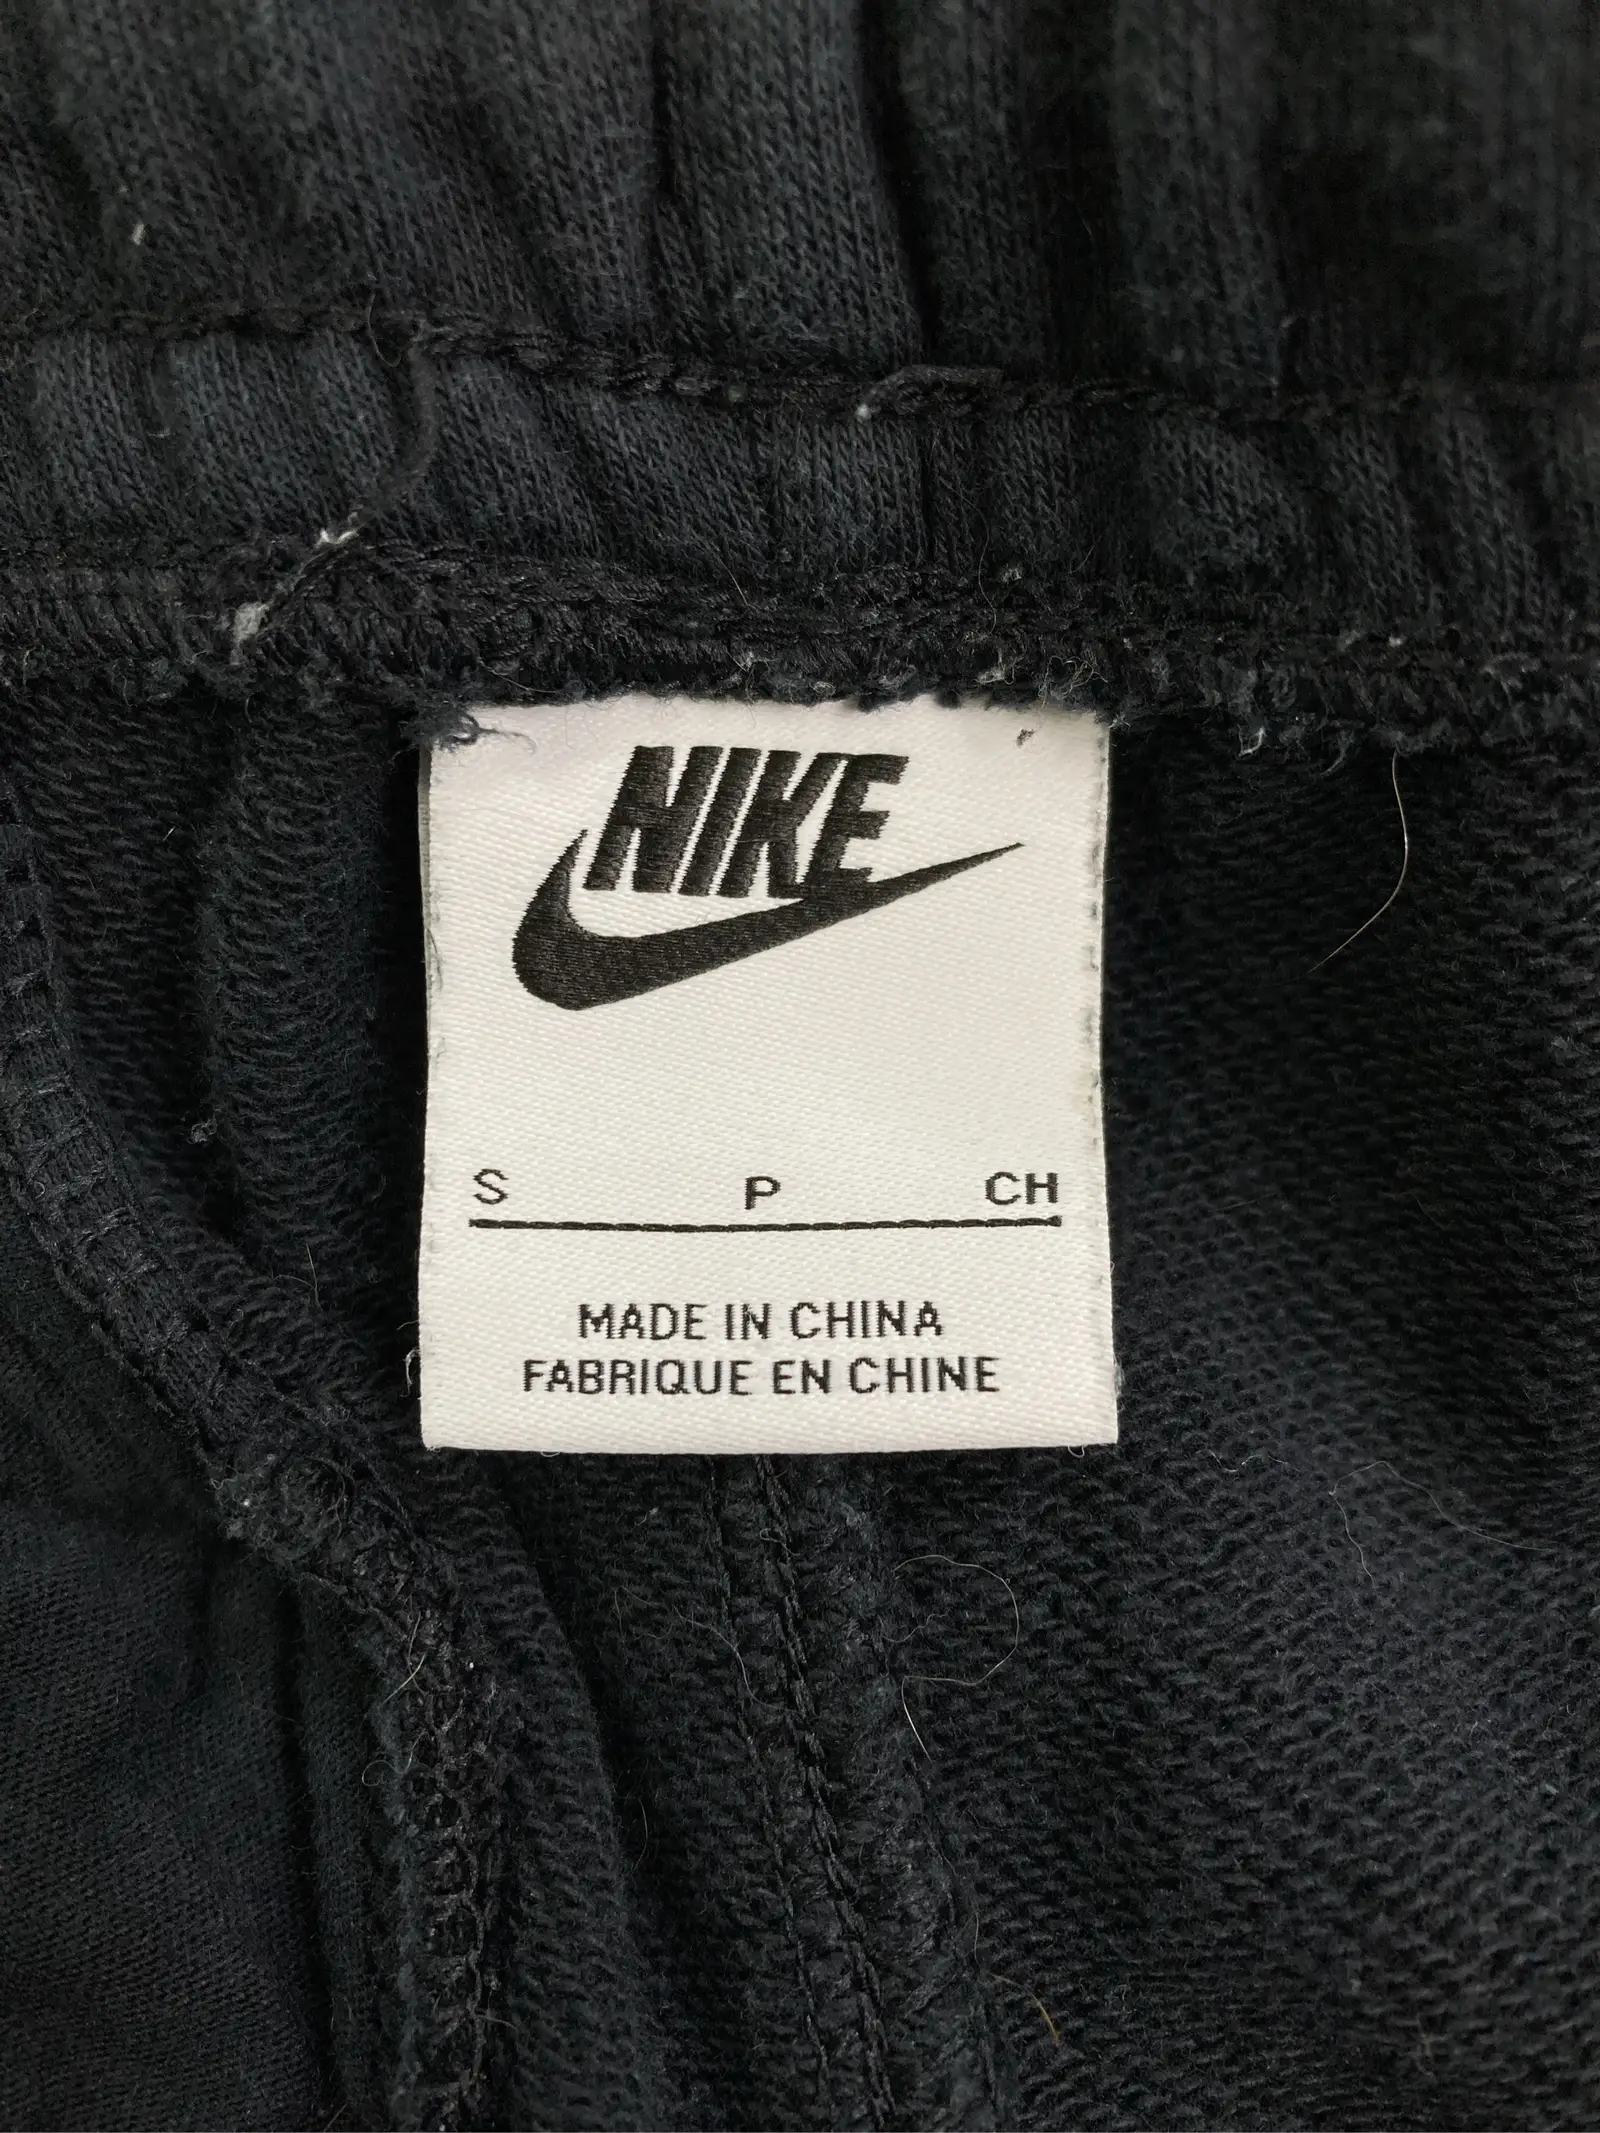 NIKE
S P CH
MADE IN CHINA
FABRIQUE EN CHINE